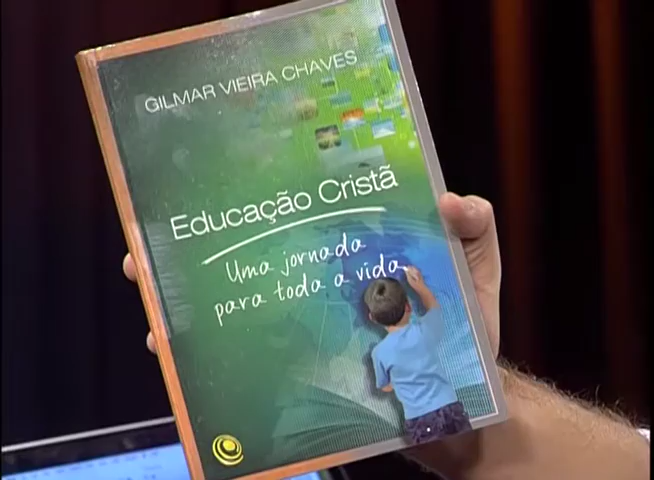 GILMAR VIEIRA CHAVES
Educação Cristã
Uma jornada
para toda a vida